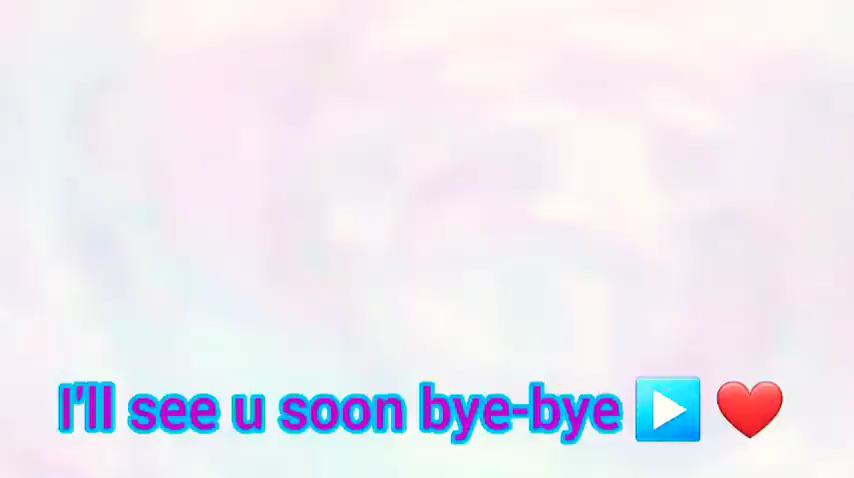 I'll see u soon bye-bye ▶️ ❤️